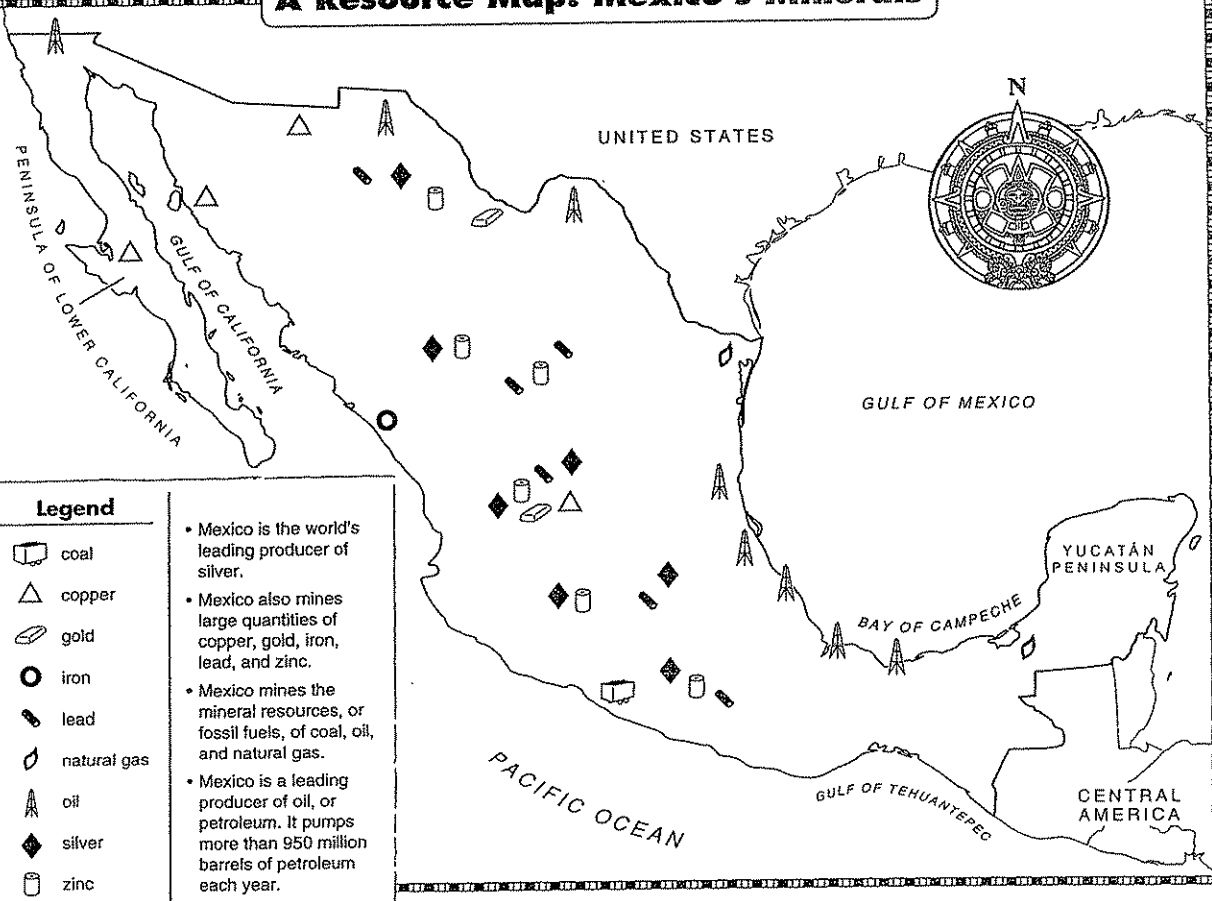 A Resource Map: Mexico's Minerals
N
UNITED STATES
PENINSULA OF LOWER CALIFORNIA
GULF OF CALIFORNIA
GULF OF MEXICO
YUCATÁN
PENINSULA
BAY OF CAMPECHE
PACIFIC OCEAN
GULF OF TEHUANTEPEC
CENTRAL
AMERICA
Legend
coal
copper
gold
iron
lead
natural gas
oil
silver
zinc
• Mexico is the world's
leading producer of
silver.
• Mexico also mines
large quantities of
copper, gold, iron,
lead, and zinc.
• Mexico mines the
mineral resources, or
fossil fuels, of coal, oil,
and natural gas.
• Mexico is a leading
producer of oil, or
petroleum. It pumps
more than 950 million
barrels of petroleum
each year.